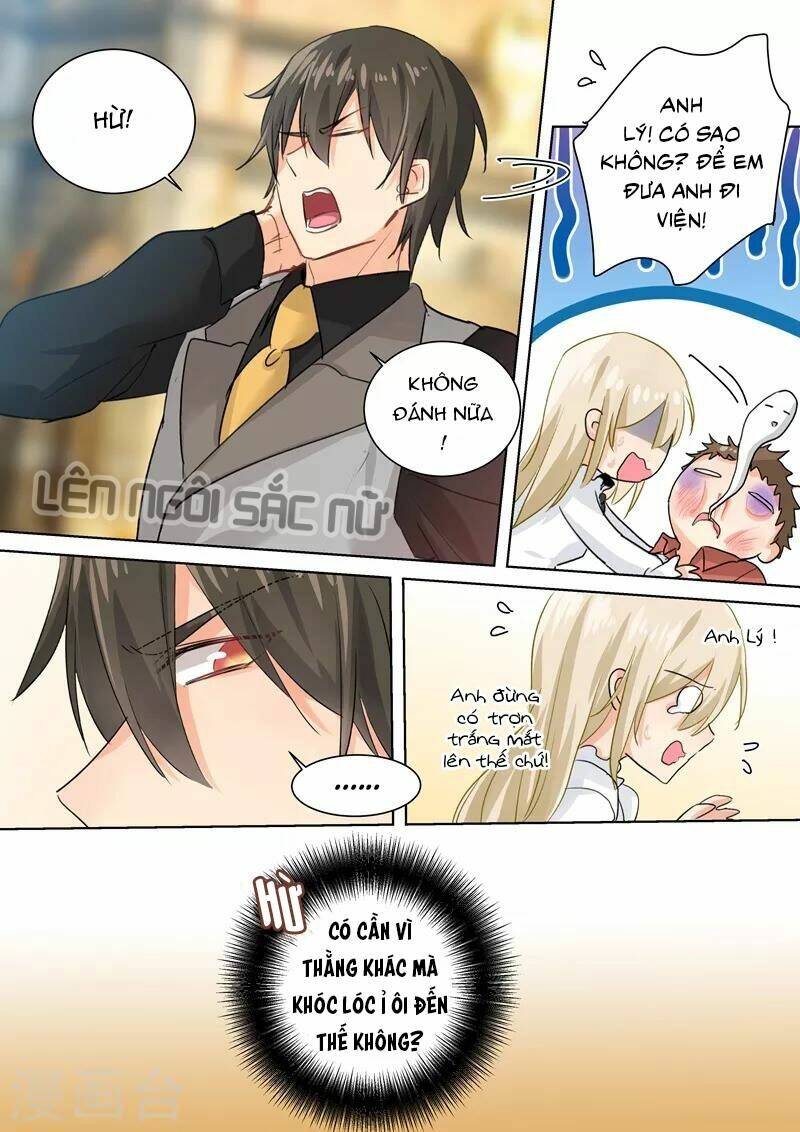 HỪ!
ANH
LÝ! CÓ SAO
KHÔNG? ĐỂ EM
ĐƯA ANH ĐI
VIỆN!
KHÔNG
ĐÁNH NỮA
!
LÊN NGÔI SẮC NỮ
Anh Lý !
Anh đừng
có trợn
trắng mắt
lên thế chứ!
......
HỪ
CÓ CẦN VÌ
THẰNG KHÁC MÀ
KHÓC LÓC Ỉ ÔI ĐẾN
THẾ KHÔNG?
漫画台